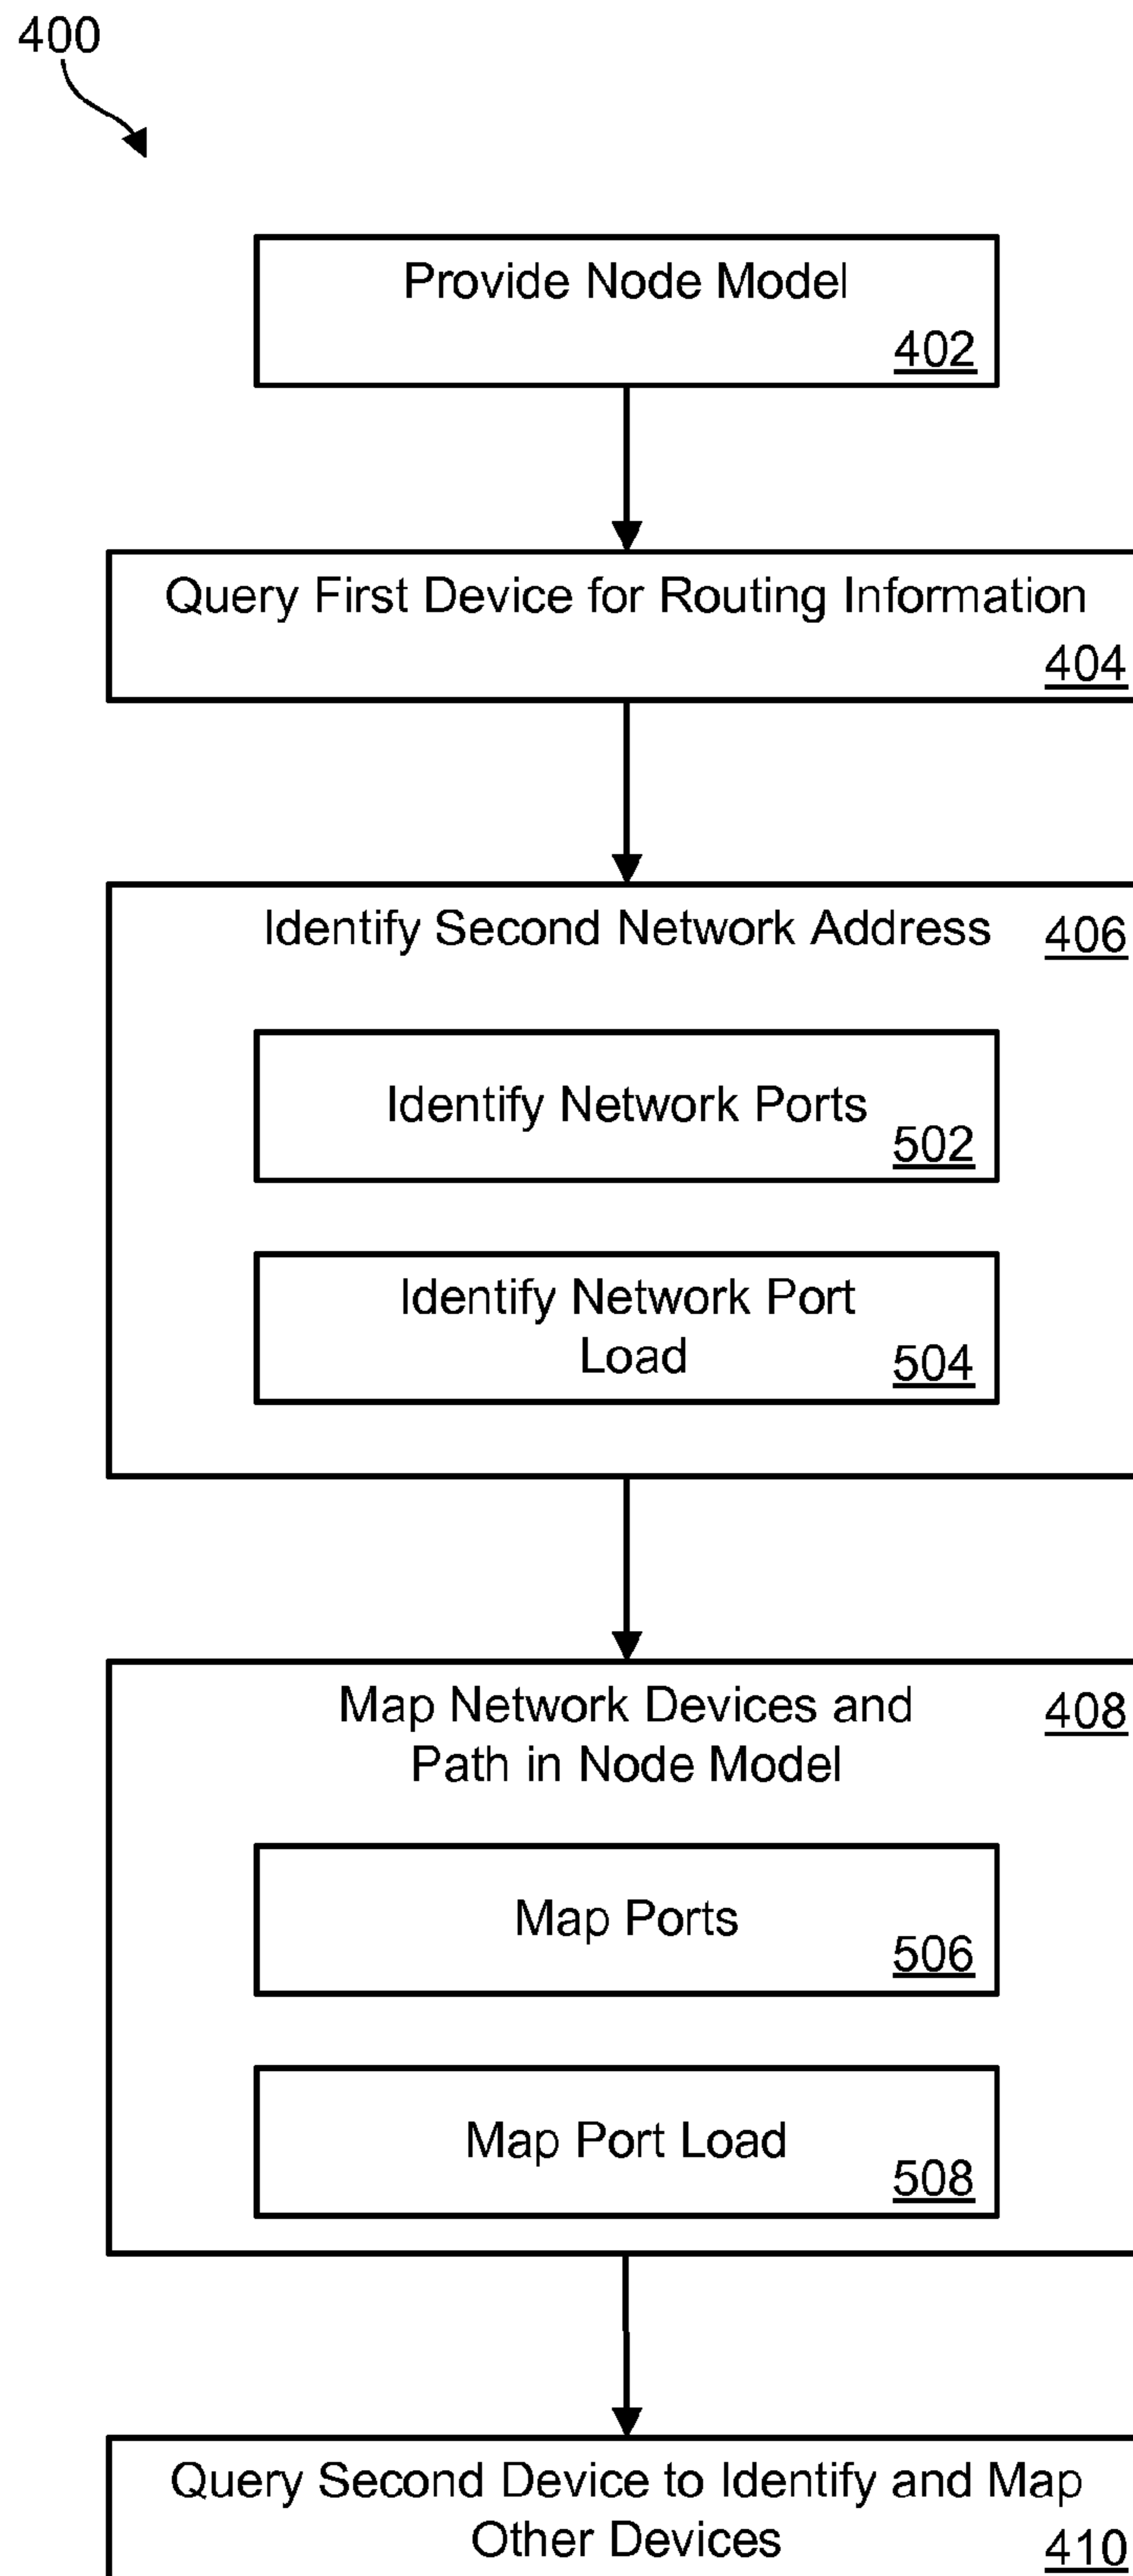 400
Provide Node Model
402
Query First Device for Routing Information
404
Identify Second Network Address 406
Identify Network Ports
502
Identify Network Port
Load 504
Map Network Devices and 408
Path in Node Model
Map Ports
506
Map Port Load
508
Query Second Device to Identify and Map
Other Devices 410